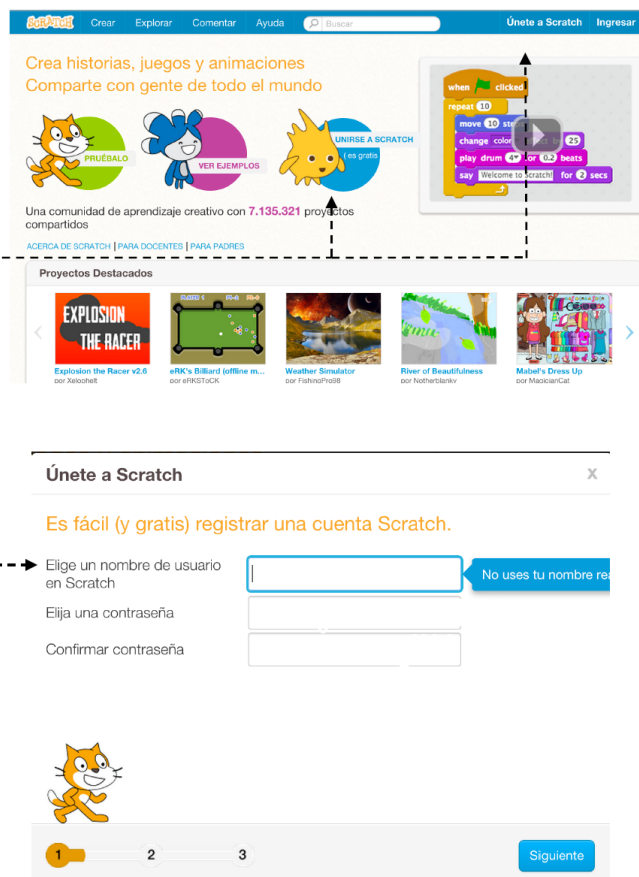 SCRATCH Crear Explorar Comentar Ayuda Buscar Únete a Scratch Ingresar
Crea historias, juegos y animaciones
Comparte con gente de todo el mundo
PRUÉBALO
VER EJEMPLOS
UNIRSE A SCRATCH
( es gratis
when clicked
repeat 10
move 10
change color by 25
play drum 4 for 0.2 beats
say Welcome to Scratch! for 2 secs
Una comunidad de aprendizaje creativo con 7.135.321 proyectos
compartidos
ACERCA DE SCRATCH | PARA DOCENTES | PARA PADRES
Proyectos Destacados
EXPLOSION
THE RACER
PLAYER 1
Explosion the Racer v2.6
por Xelophelt
eRK's Billiard (offline m...
por eRKSToCK
Weather Simulator
por FishinoPro98
River of Beautifulness
por Notherblanky
Mabel's Dress Up
por MagicianCat
Únete a Scratch X
Es fácil (y gratis) registrar una cuenta Scratch.
Elige un nombre de usuario
en Scratch
No uses tu nombre rea
Elija una contraseña
Confirmar contraseña
1 2 3
Siguiente